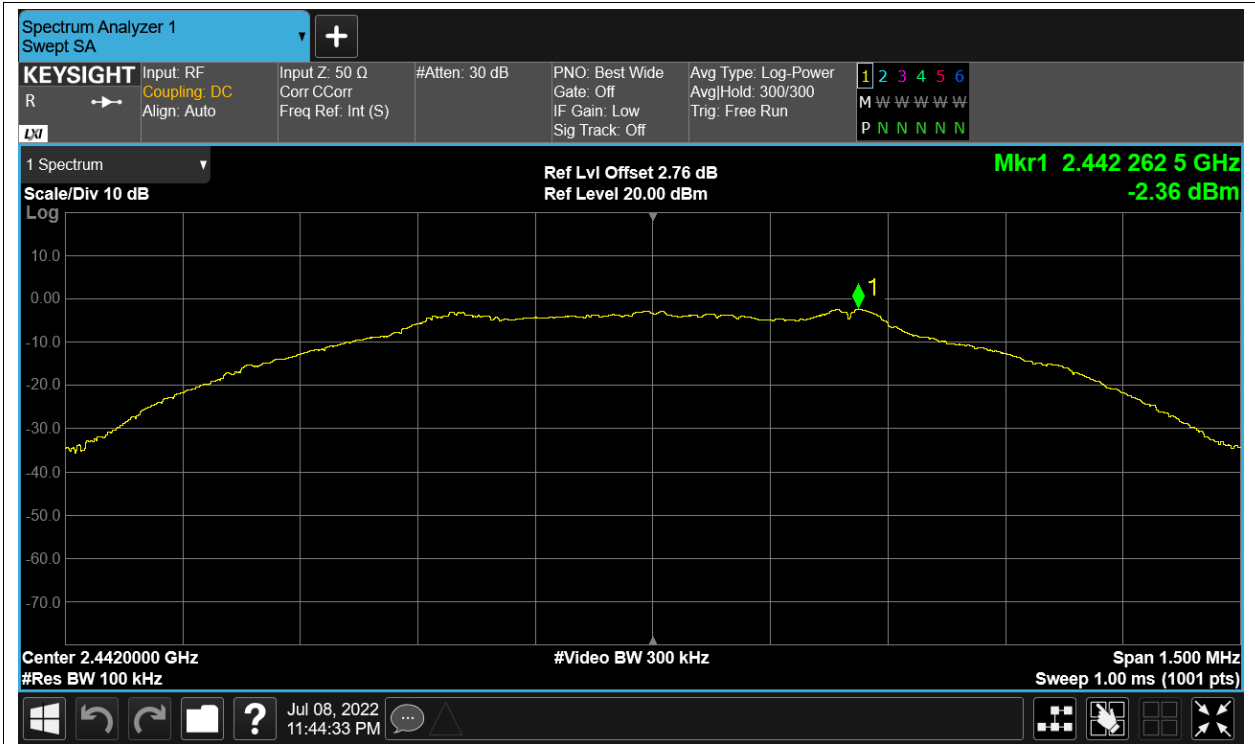 Spectrum Analyzer 1
Swept SA
KEYSIGHT
R
LXI
Input: RF
Coupling: DC
Align: Auto
Input Z: 50 Ω
Corr CCorr
Freq Ref: Int (S)
#Atten: 30 dB
PNO: Best Wide
Gate: Off
IF Gain: Low
Sig Track: Off
Avg Type: Log-Power
Avg|Hold: 300/300
Trig: Free Run
1 2 3 4 5 6
M W W W W W
P N N N N N
1 Spectrum
Scale/Div 10 dB
Log
Ref Lvl Offset 2.76 dB
Ref Level 20.00 dBm
Mkr1 2.442 262 5 GHz
-2.36 dBm
10.0
0.00
1
-10.0
-20.0
-30.0
-40.0
-50.0
-60.0
-70.0
Center 2.4420000 GHz
#Video BW 300 kHz
Span 1.500 MHz
#Res BW 100 kHz
Sweep 1.00 ms (1001 pts)
?
Jul 08, 2022
11:44:33 PM